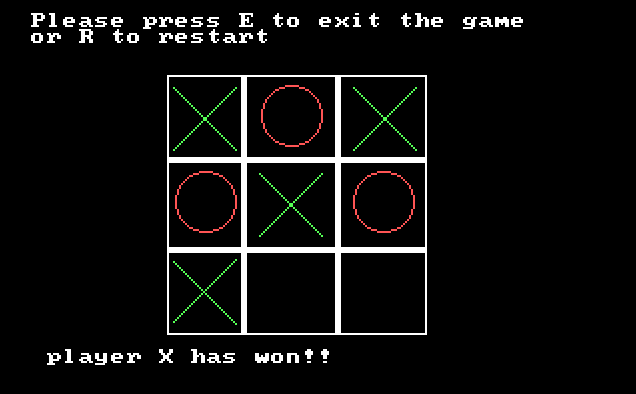 Please press E to exit the game
or R to restart
player X has won!!